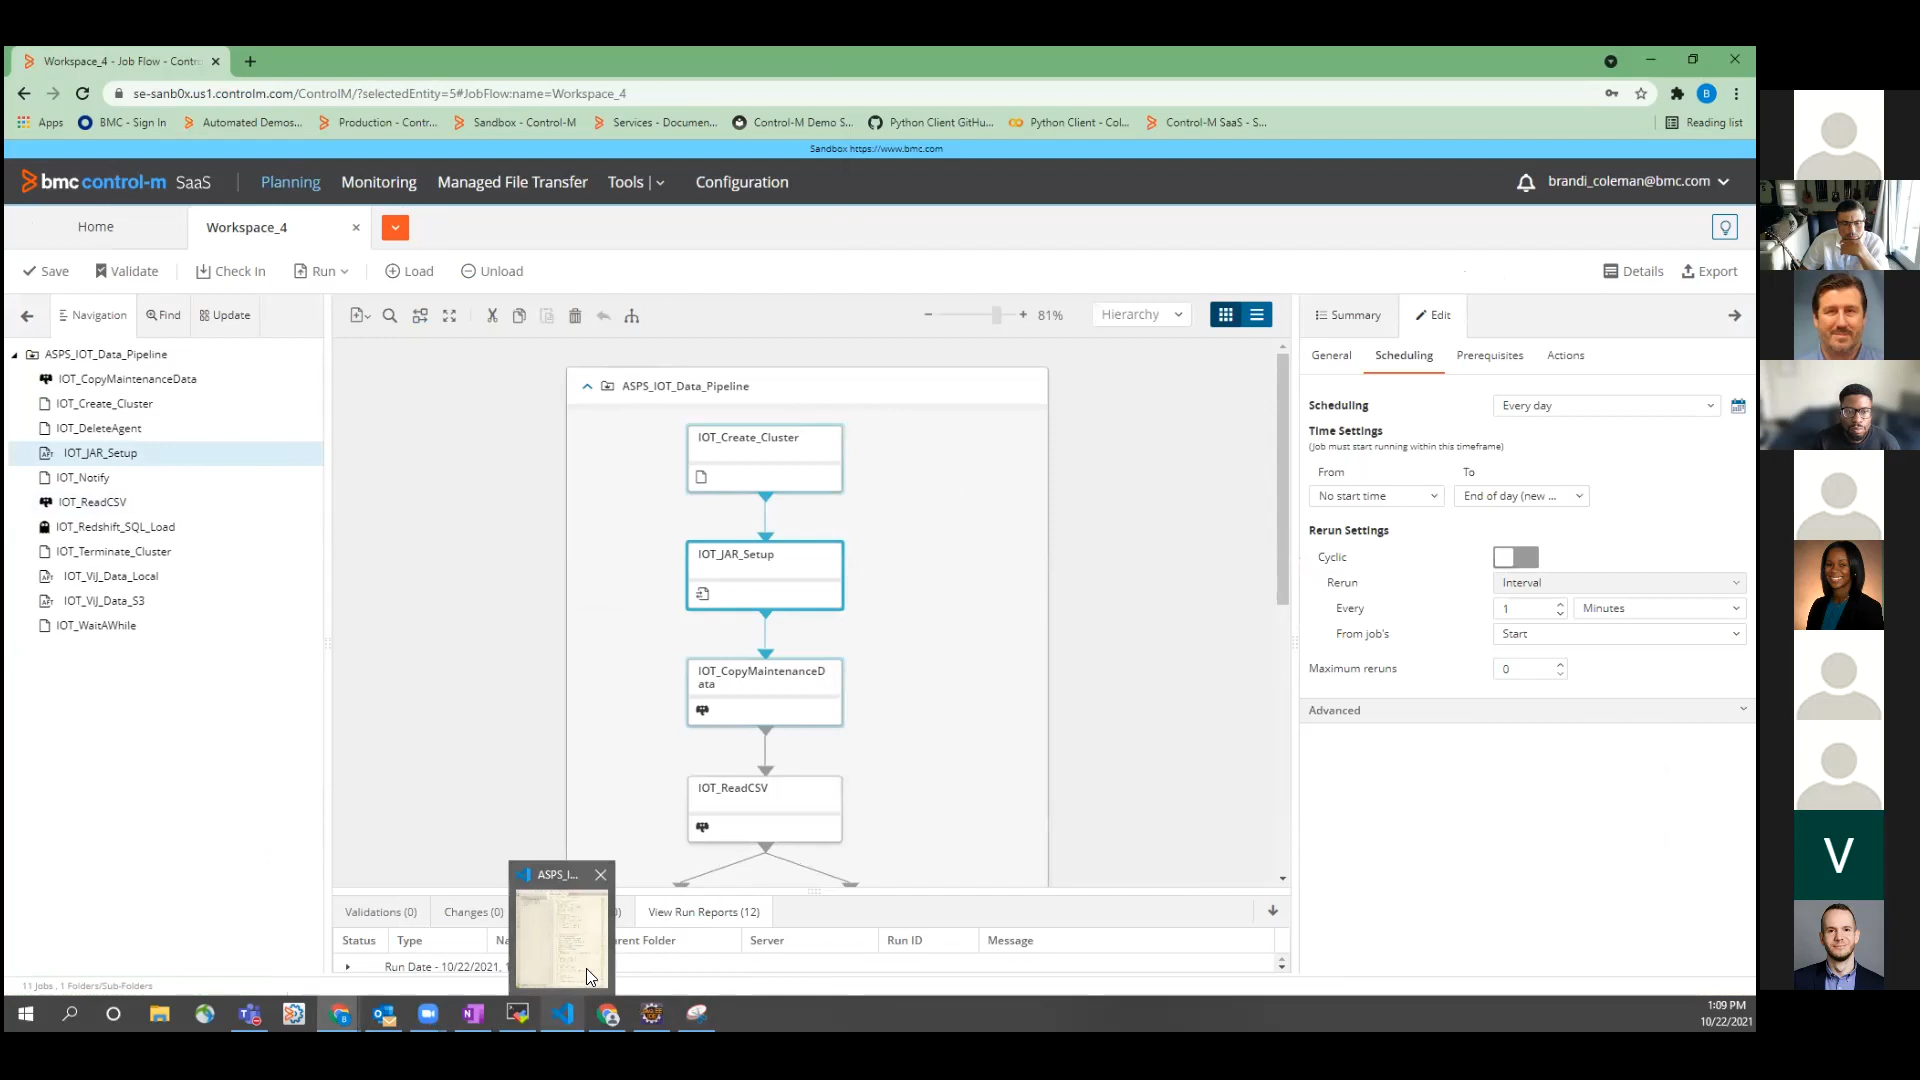 Workspace_4 - Job Flow - Contr
se-sanb0x.us1.controlm.com/ControlM/?selectedEntity=5#JobFlow:name=Workspace_4
B
Apps
BMC - Sign In
Automated Demos...
Production - Contr...
Sandbox - Control-M
Services - Documen...
Control-M Demo S...
Python Client GitHu...
Python Client - Col...
Control-M SaaS - S...
Reading list
Sandbox https://www.bmc.com
bmc control-m SaaS
Planning
Monitoring
Managed File Transfer
Tools
Configuration
brandi_coleman@bmc.com
Home
Workspace_4
Save
Validate
Check In
Run
Load
Unload
Details
Export
Navigation
Find
Update
81%
Hierarchy
Summary
Edit
ASPS_IOT_Data_Pipeline
IOT_CopyMaintenanceData
IOT_Create_Cluster
IOT_DeleteAgent
IOT_JAR_Setup
IOT_Notify
IOT_ReadCSV
IOT_Redshift_SQL_Load
IOT_Terminate_Cluster
IOT_ViJ_Data_Local
IOT_ViJ_Data_S3
IOT_WaitAWhile
ASPS_IOT_Data_Pipeline
IOT_Create_Cluster
IOT_JAR_Setup
IOT_CopyMaintenanceD
ata
IOT_ReadCSV
General
Scheduling
Prerequisites
Actions
Scheduling
Every day
Time Settings
(Job must start running within this timeframe)
From
To
No start time
End of day (new ...
Rerun Settings
Cyclic
Rerun
Interval
Every
1
Minutes
From job's
Start
Maximum reruns
0
Advanced
ASPS_I...
Validations (0)
Changes (0)
0)
View Run Reports (12)
Status
Type
Na
rent Folder
Server
Run ID
Message
Run Date - 10/22/2021, 1
11 Jobs , 1 Folders/Sub-Folders
1:09 PM
10/22/2021
V